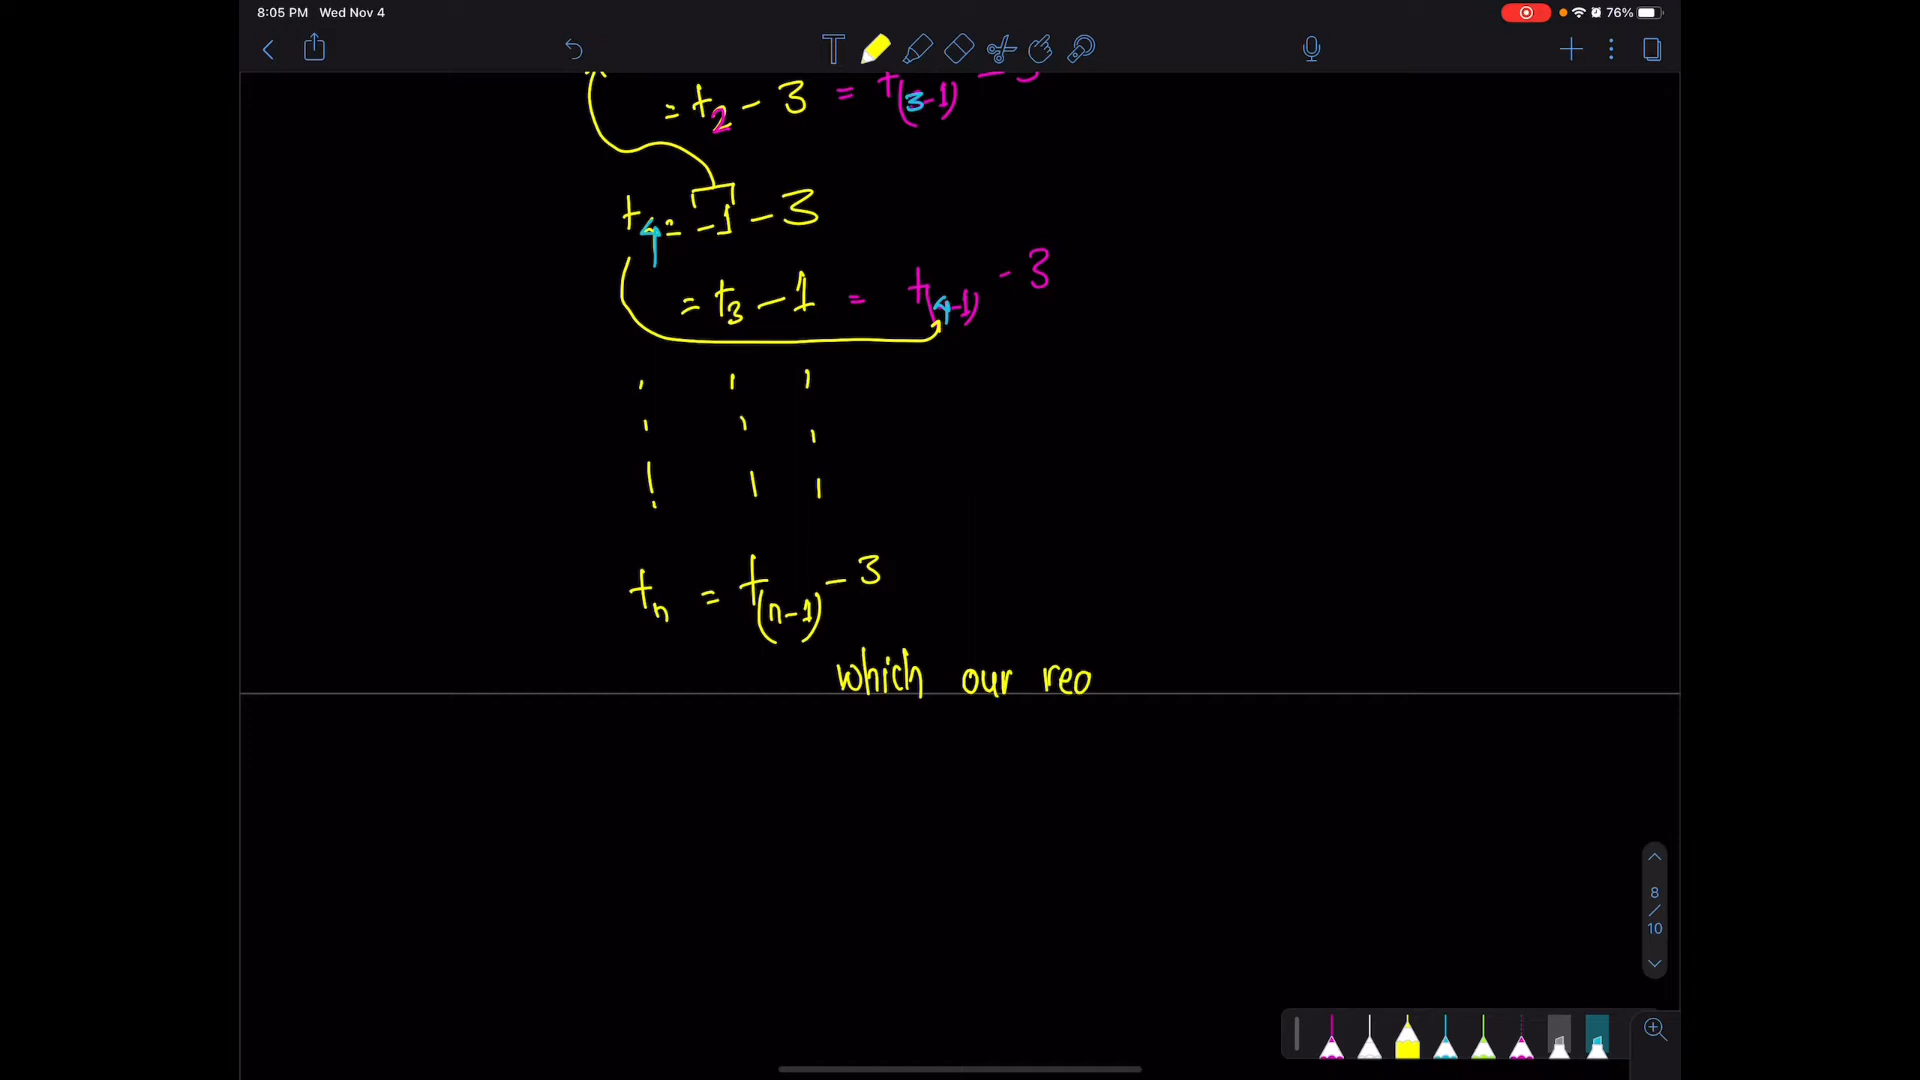 8:05 PM Wed Nov 4
76%
= t₂ - 3 = t₍₃₋₁₎ - 3
t₄ = -1 - 3
= t₃ - 1 = t₍₄₋₁₎ - 3
tₙ = t₍ₙ₋₁₎ - 3
which our reo
8
/
10